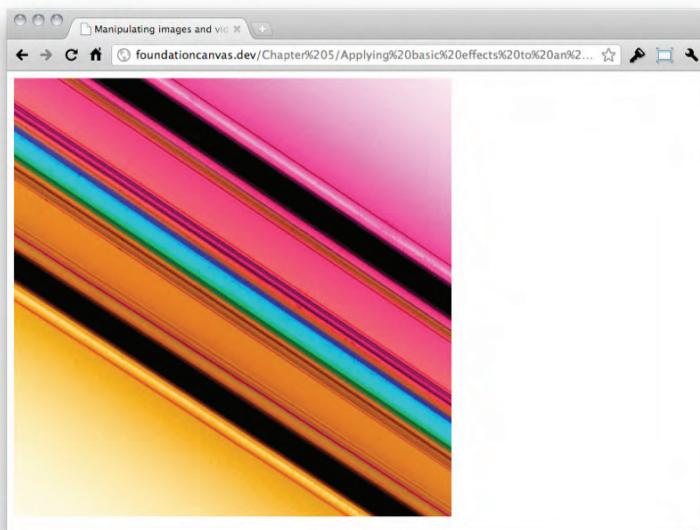 Manipulating images and vid
foundationcanvas.dev/Chapter%205/Applying%20basic%20effects%20to%20an%2...